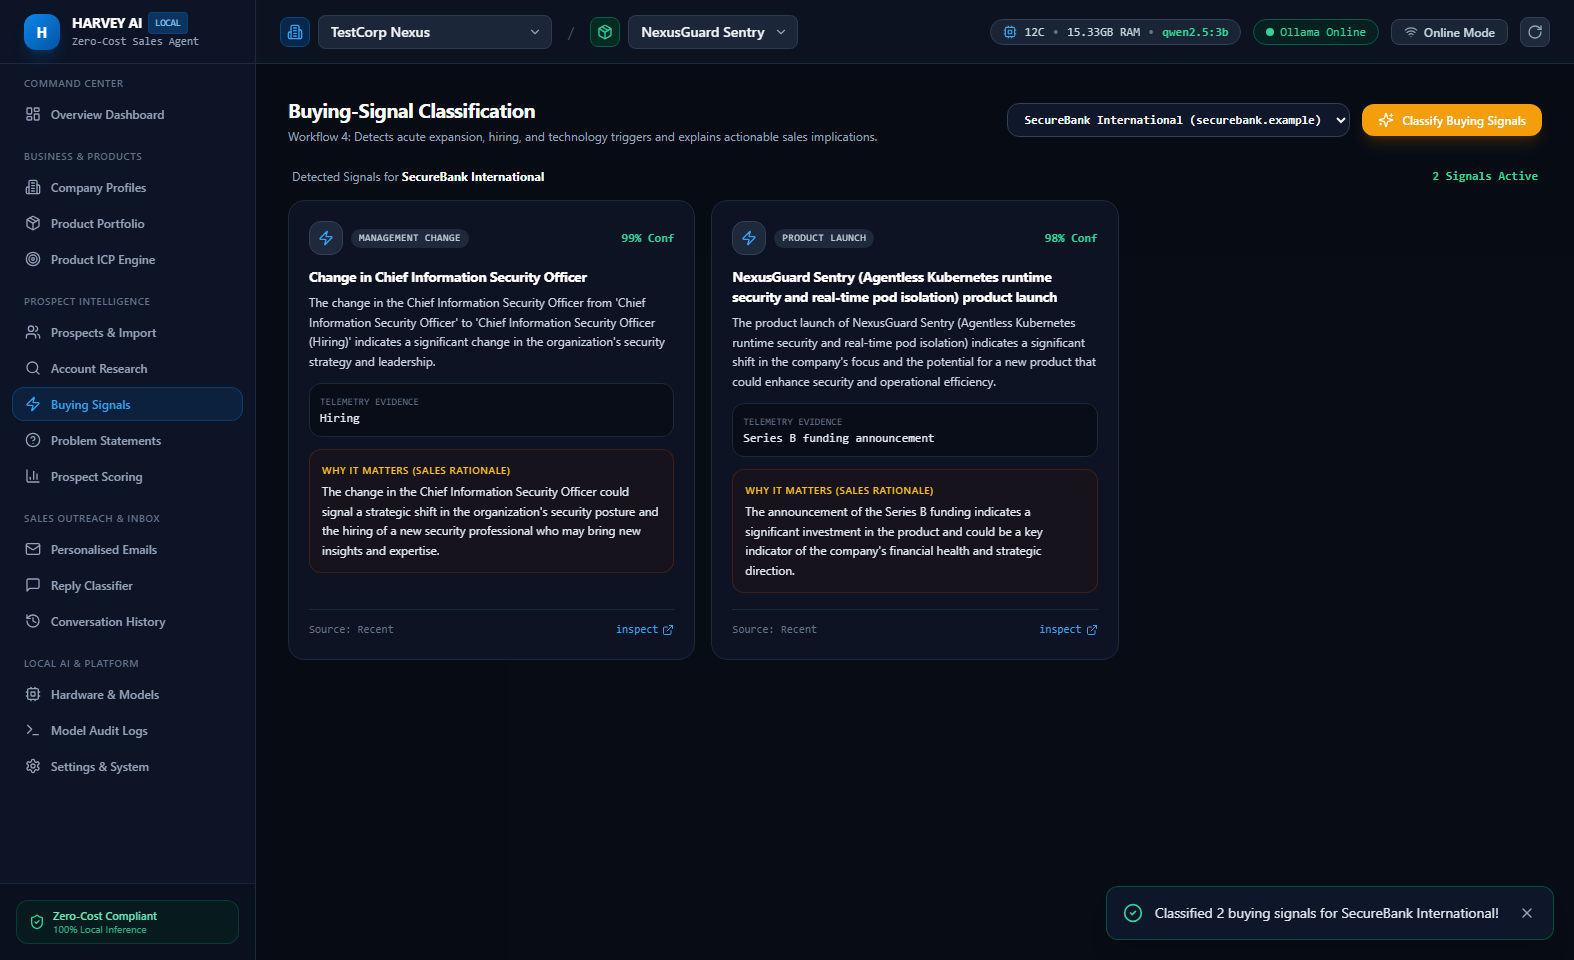 H
HARVEY AI LOCAL
Zero-Cost Sales Agent
TestCorp Nexus / NexusGuard Sentry
12C • 15.33GB RAM • qwen2.5:3b
Ollama Online
Online Mode
COMMAND CENTER
Overview Dashboard
BUSINESS & PRODUCTS
Company Profiles
Product Portfolio
Product ICP Engine
PROSPECT INTELLIGENCE
Prospects & Import
Account Research
Buying Signals
Problem Statements
Prospect Scoring
SALES OUTREACH & INBOX
Personalised Emails
Reply Classifier
Conversation History
LOCAL AI & PLATFORM
Hardware & Models
Model Audit Logs
Settings & System
Zero-Cost Compliant
100% Local Inference
Buying-Signal Classification
Workflow 4: Detects acute expansion, hiring, and technology triggers and explains actionable sales implications.
SecureBank International (securebank.example)
Classify Buying Signals
Detected Signals for SecureBank International
2 Signals Active
MANAGEMENT CHANGE
99% Conf
Change in Chief Information Security Officer
The change in the Chief Information Security Officer from 'Chief
Information Security Officer' to 'Chief Information Security Officer
(Hiring)' indicates a significant change in the organization's security
strategy and leadership.
TELEMETRY EVIDENCE
Hiring
WHY IT MATTERS (SALES RATIONALE)
The change in the Chief Information Security Officer could
signal a strategic shift in the organization's security posture and
the hiring of a new security professional who may bring new
insights and expertise.
Source: Recent
inspect
PRODUCT LAUNCH
98% Conf
NexusGuard Sentry (Agentless Kubernetes runtime
security and real-time pod isolation) product launch
The product launch of NexusGuard Sentry (Agentless Kubernetes
runtime security and real-time pod isolation) indicates a significant
shift in the company's focus and the potential for a new product that
could enhance security and operational efficiency.
TELEMETRY EVIDENCE
Series B funding announcement
WHY IT MATTERS (SALES RATIONALE)
The announcement of the Series B funding indicates a
significant investment in the product and could be a key
indicator of the company's financial health and strategic
direction.
Source: Recent
inspect
Classified 2 buying signals for SecureBank International!